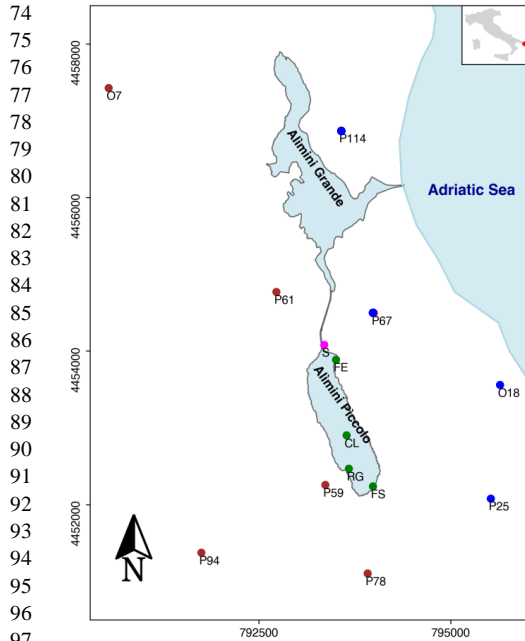 74
75
76
77
78
79
80
81
82
83
84
85
86
87
88
89
90
91
92
93
94
95
96
97
4458000
4456000
4454000
4452000
O7
P114
Alimini Grande
Adriatic Sea
P61
P67
S
FE
O18
Alimini Piccolo
CL
RG
P59
FS
P25
P94
P78
N
792500
795000